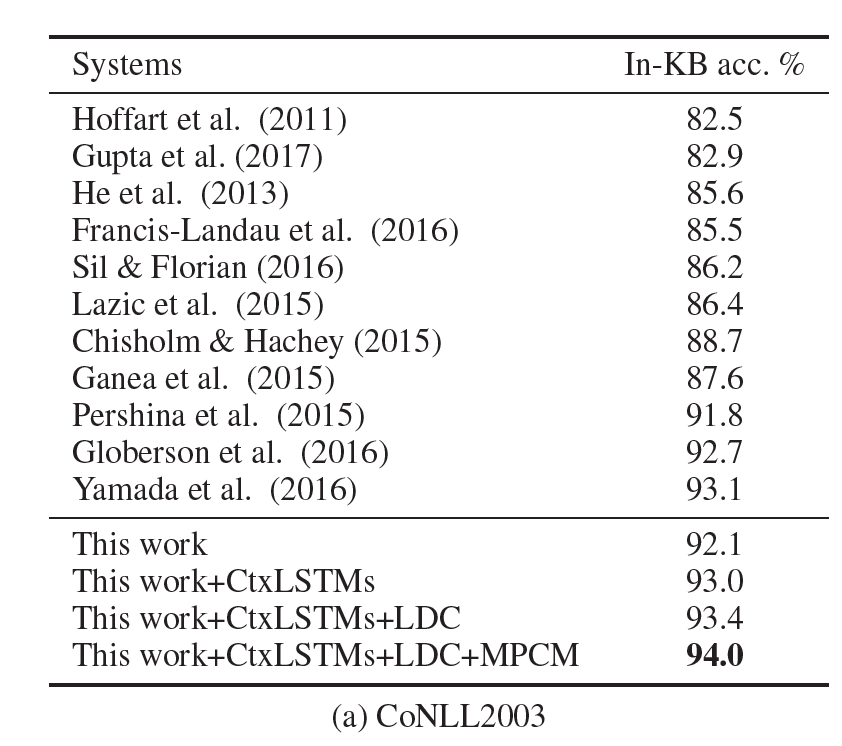 Systems In-KB acc. %
Hoffart et al. (2011) 82.5
Gupta et al. (2017) 82.9
He et al. (2013) 85.6
Francis-Landau et al. (2016) 85.5
Sil & Florian (2016) 86.2
Lazic et al. (2015) 86.4
Chisholm & Hachey (2015) 88.7
Ganea et al. (2015) 87.6
Pershina et al. (2015) 91.8
Globerson et al. (2016) 92.7
Yamada et al. (2016) 93.1
This work 92.1
This work+CtxLSTMs 93.0
This work+CtxLSTMs+LDC 93.4
This work+CtxLSTMs+LDC+MPCM 94.0
(a) CoNLL2003